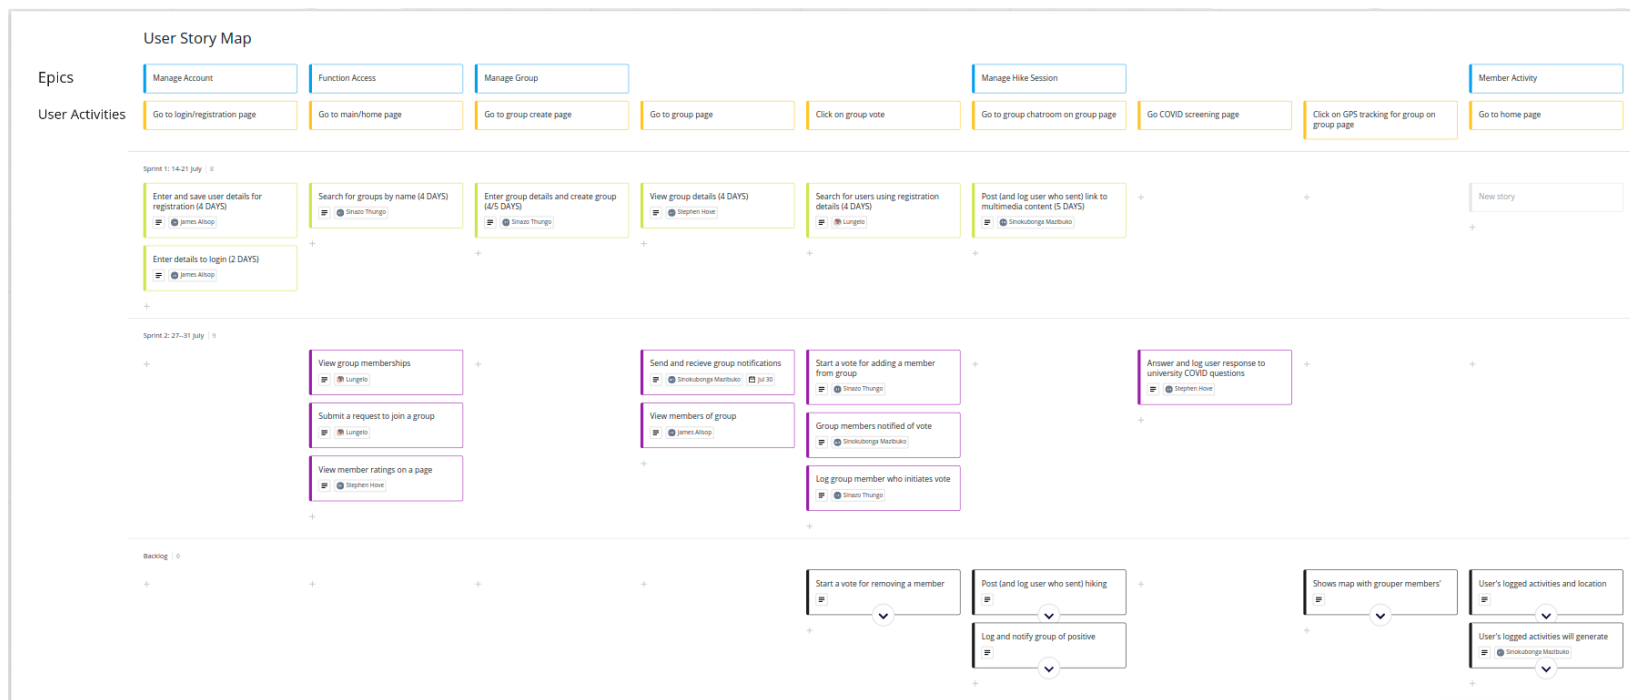 User Story Map
Epics
Manage Account
Function Access
Manage Group
Manage Hike Session
Member Activity
User Activities
Go to login/registration page
Go to main/home page
Go to group create page
Go to group page
Click on group vote
Go to group chatroom on group page
Go COVID screening page
Click on GPS tracking for group on
group page
Go to home page
Sprint 1: 14-21 July | 8
Enter and save user details for
registration (4 DAYS)
James Allsop
Enter details to login (2 DAYS)
James Allsop
Search for groups by name (4 DAYS)
Sinazo Thungo
Enter group details and create group
(4/5 DAYS)
Sinazo Thungo
View group details (4 DAYS)
Stephen Hove
Search for users using registration
details (4 DAYS)
Lungelo
Post (and log user who sent) link to
multimedia content (5 DAYS)
Sinokubonga Mazibuko
New story
Sprint 2: 27–31 July | 9
View group memberships
Lungelo
Submit a request to join a group
Lungelo
View member ratings on a page
Stephen Hove
Send and recieve group notifications
Sinokubonga Mazibuko
Jul 30
View members of group
James Allsop
Start a vote for adding a member
from group
Sinazo Thungo
Group members notified of vote
Sinokubonga Mazibuko
Log group member who initiates vote
Sinazo Thungo
Answer and log user response to
university COVID questions
Stephen Hove
Backlog | 6
Start a vote for removing a member
Post (and log user who sent) hiking
Log and notify group of positive
Shows map with grouper members'
User's logged activities and location
User's logged activities will generate
Sinokubonga Mazibuko